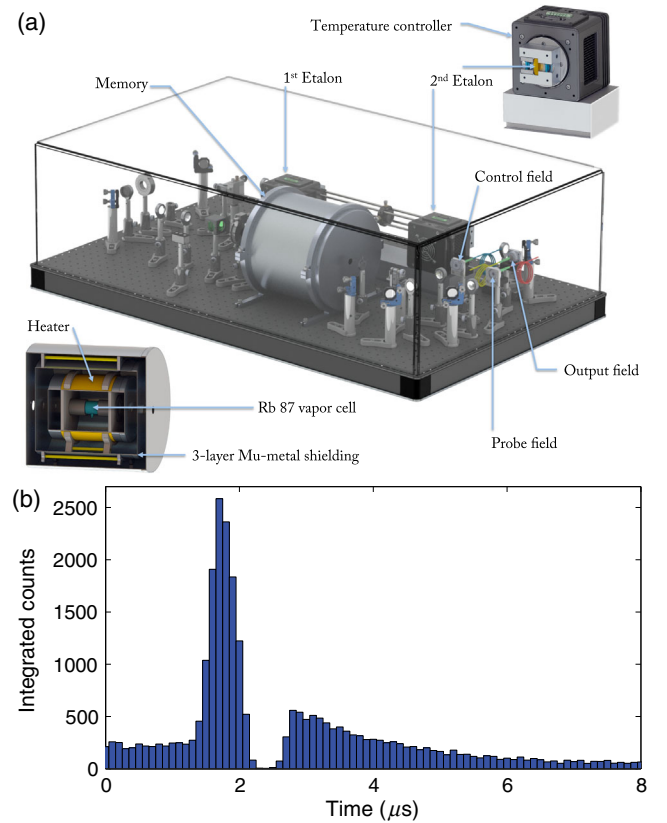 (a)
Temperature controller
1st Etalon
2nd Etalon
Memory
Control field
Heater
Output field
Rb 87 vapor cell
Probe field
3-layer Mu-metal shielding
(b)
Integrated counts
2500
2000
1500
1000
500
0
0 2 4 6 8
Time (μs)